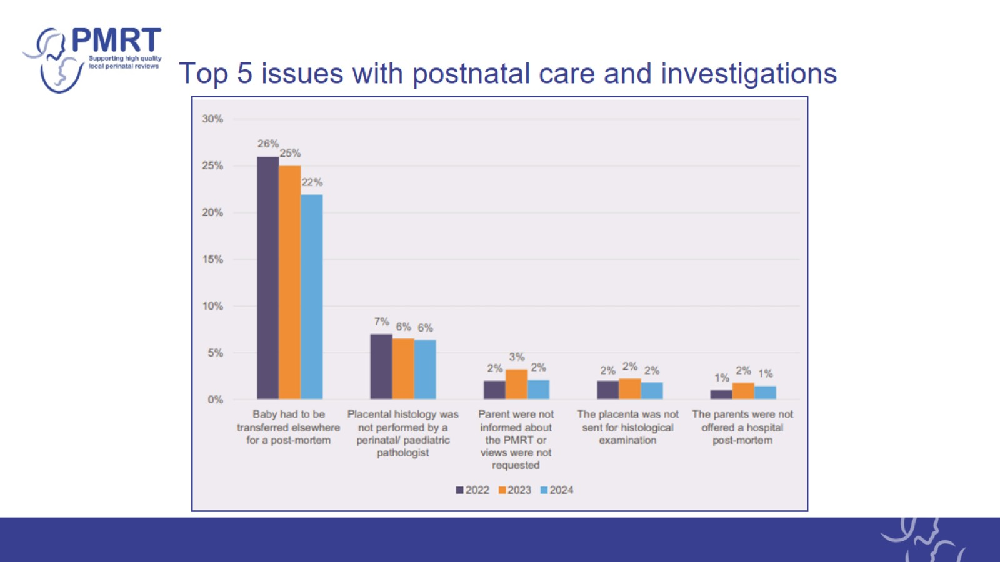 PMRT
Supporting high quality
local perinatal reviews
Top 5 issues with postnatal care and investigations
30%
25%
20%
15%
10%
5%
0%
26%
25%
22%
7%
6%
6%
2%
3%
2%
2%
2%
2%
1%
2%
1%
Baby had to be
transferred elsewhere
for a post-mortem
Placental histology was
not performed by a
perinatal/ paediatric
pathologist
Parent were not
informed about
the PMRT or
views were not
requested
The placenta was not
sent for histological
examination
The parents were not
offered a hospital
post-mortem
2022 2023 2024